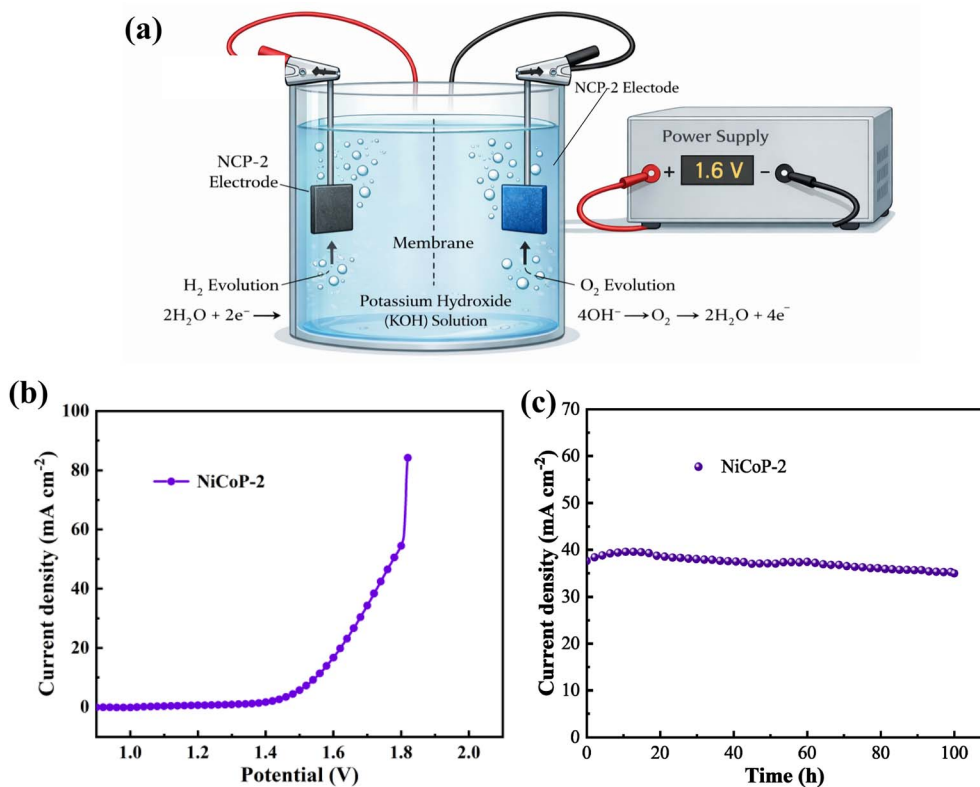 (a)
NCP-2 Electode
Power Supply
+ 1.6 V −
NCP-2
Electrode
Membrane
H₂ Evolution
O₂ Evolution
Potassium Hydroxide
(KOH) Solution
2H₂O + 2e⁻ →
4OH⁻ → O₂ → 2H₂O + 4e⁻
(b)
100
80
60
40
20
0
NiCoP-2
Current density (mA cm⁻²)
1.0 1.2 1.4 1.6 1.8 2.0
Potential (V)
(c)
70
60
50
40
30
20
10
0
NiCoP-2
Current density (mA cm⁻²)
0 20 40 60 80 100
Time (h)